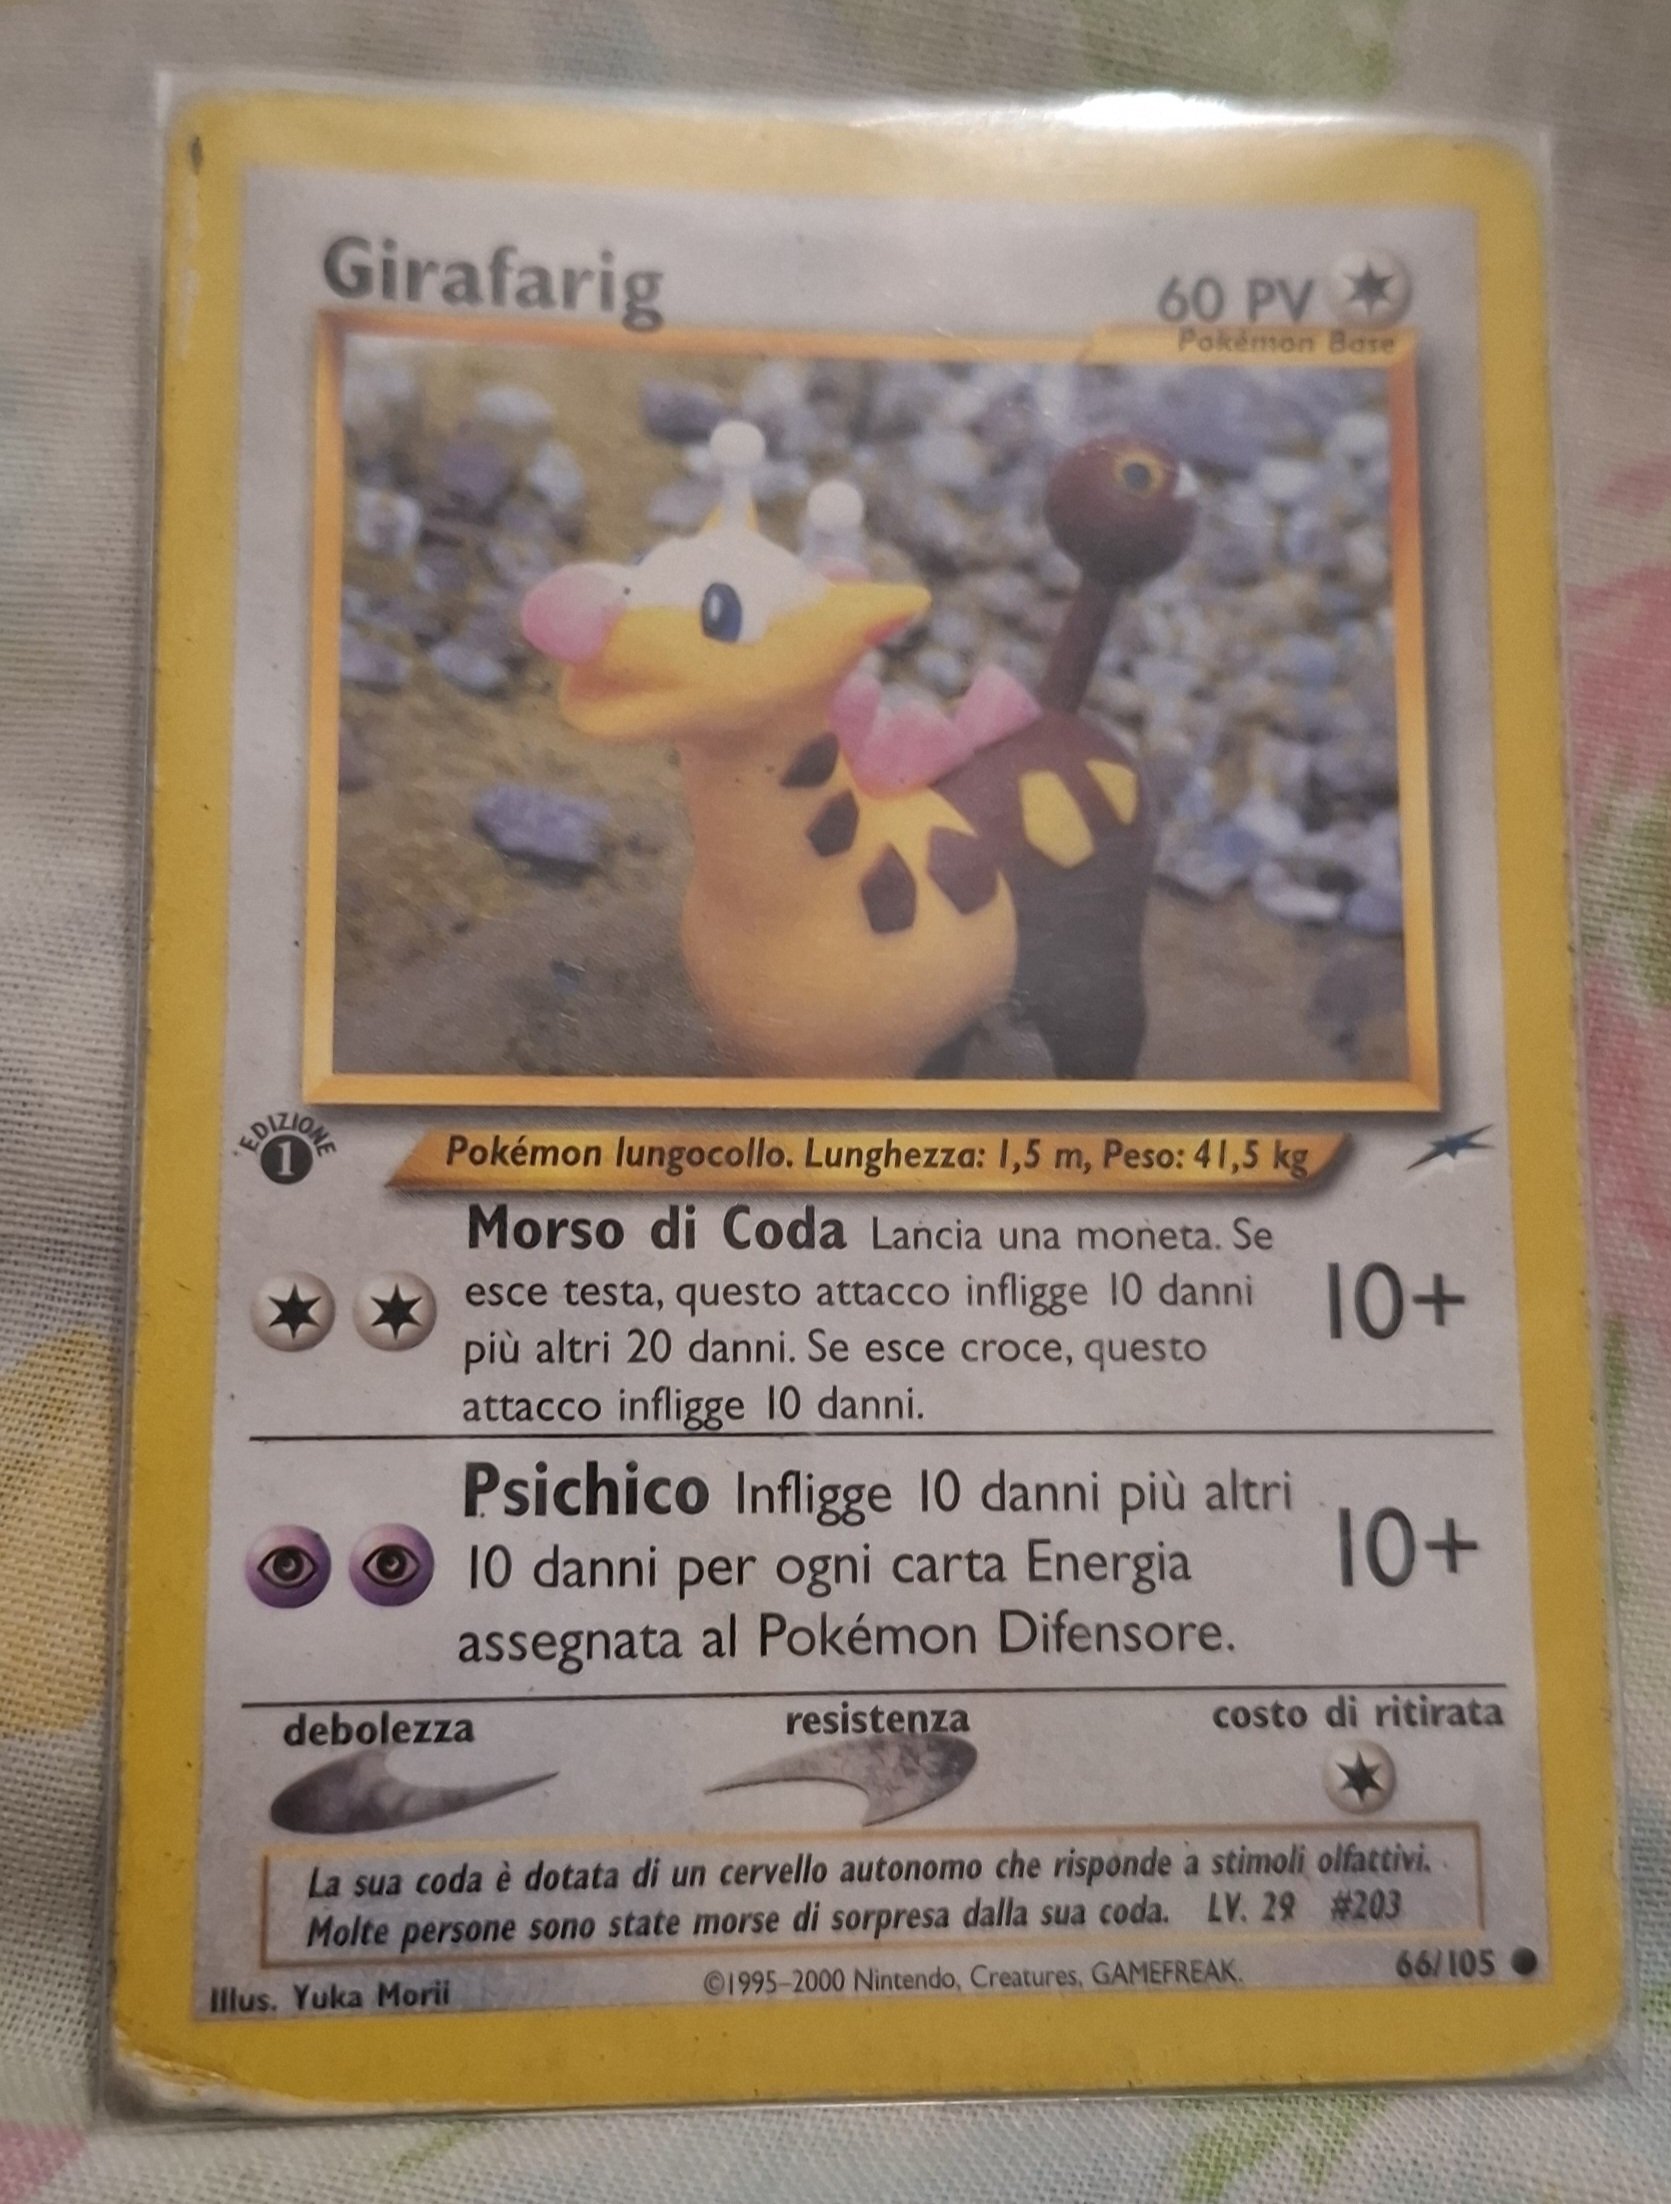 Girafarig
60 PV
Pokémon Base
EDIZIONE
1
Pokémon lungocollo. Lunghezza: 1,5 m, Peso: 41,5 kg
Morso di Coda Lancia una moneta. Se
esce testa, questo attacco infligge 10 danni
più altri 20 danni. Se esce croce, questo
attacco infligge 10 danni.
10+
Psichico Infligge 10 danni più altri
10 danni per ogni carta Energia
assegnata al Pokémon Difensore.
10+
debolezza
resistenza
costo di ritirata
La sua coda è dotata di un cervello autonomo che risponde a stimoli olfattivi.
Molte persone sono state morse di sorpresa dalla sua coda. LV. 29 #203
Illus. Yuka Morii
©1995–2000 Nintendo, Creatures, GAMEFREAK.
66/105